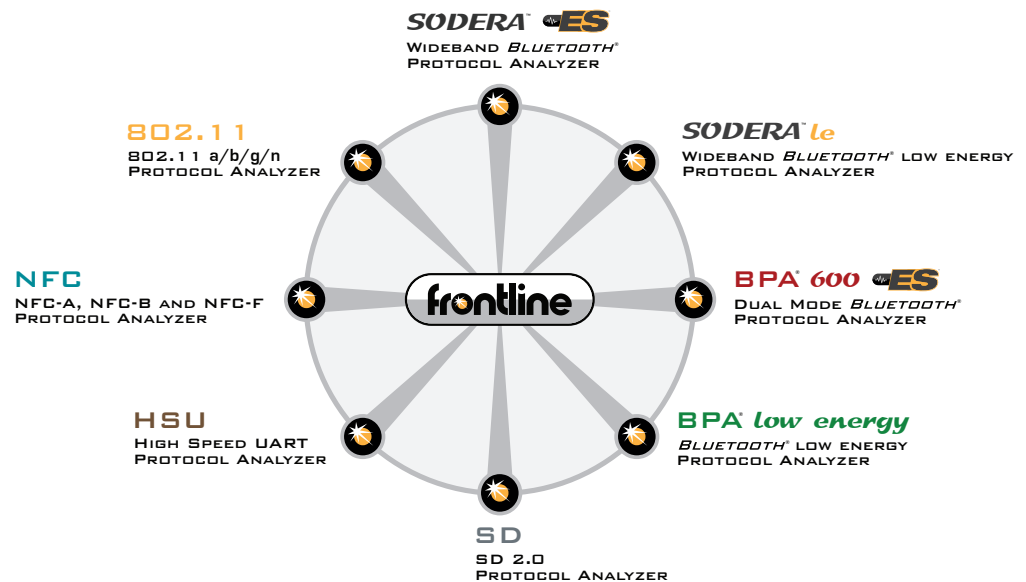 SODERA™ ES
WIDEBAND BLUETOOTH®
PROTOCOL ANALYZER
802.11
802.11 a/b/g/n
PROTOCOL ANALYZER
SODERA™ le
WIDEBAND BLUETOOTH® LOW ENERGY
PROTOCOL ANALYZER
NFC
NFC-A, NFC-B AND NFC-F
PROTOCOL ANALYZER
frontline
BPA® 600 ES
DUAL MODE BLUETOOTH®
PROTOCOL ANALYZER
HSU
HIGH SPEED UART
PROTOCOL ANALYZER
BPA® low energy
BLUETOOTH® LOW ENERGY
PROTOCOL ANALYZER
SD
SD 2.0
PROTOCOL ANALYZER